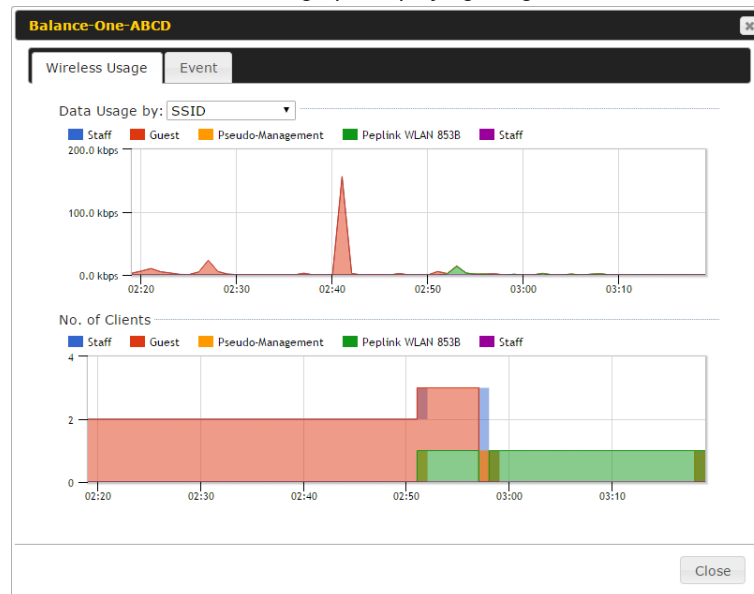 Balance-One-ABCD
Wireless Usage Event
Data Usage by: SSID
Staff Guest Pseudo-Management Peplink WLAN 853B Staff
200.0 kbps
100.0 kbps
0.0 kbps
02:20 02:30 02:40 02:50 03:00 03:10
No. of Clients
Staff Guest Pseudo-Management Peplink WLAN 853B Staff
4
2
0
02:20 02:30 02:40 02:50 03:00 03:10
Close